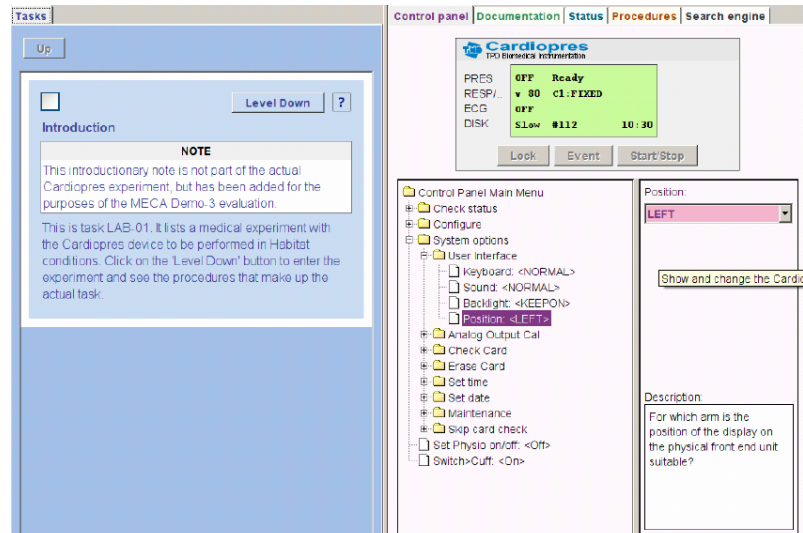 Tasks
Up
Level Down
?
Introduction
NOTE
This introductionary note is not part of the actual
Cardiopres experiment, but has been added for the
purposes of the MECA Demo-3 evaluation.
This is task LAB-01. It lists a medical experiment with
the Cardiopres device to be performed in Habitat
conditions. Click on the 'Level Down' button to enter the
experiment and see the procedures that make up the
actual task.
Control panel Documentation Status Procedures Search engine
Cardiopres
TPD Biomedical Instrumentation
PRES OFF Ready
RESP/... v 80 C1:FIXED
ECG OFF
DISK Slow #112 10:30
Lock Event Start/Stop
Control Panel Main Menu
Check status
Configure
System options
User Interface
Keyboard: <NORMAL>
Sound: <NORMAL>
Backlight: <KEEPON>
Position: <LEFT>
Analog Output Cal
Check Card
Erase Card
Set time
Set date
Maintenance
Skip card check
Set Physio on/off: <Off>
Switch>Cuff: <On>
Position:
LEFT
Show and change the Cardio
Description:
For which arm is the
position of the display on
the physical front end unit
suitable?